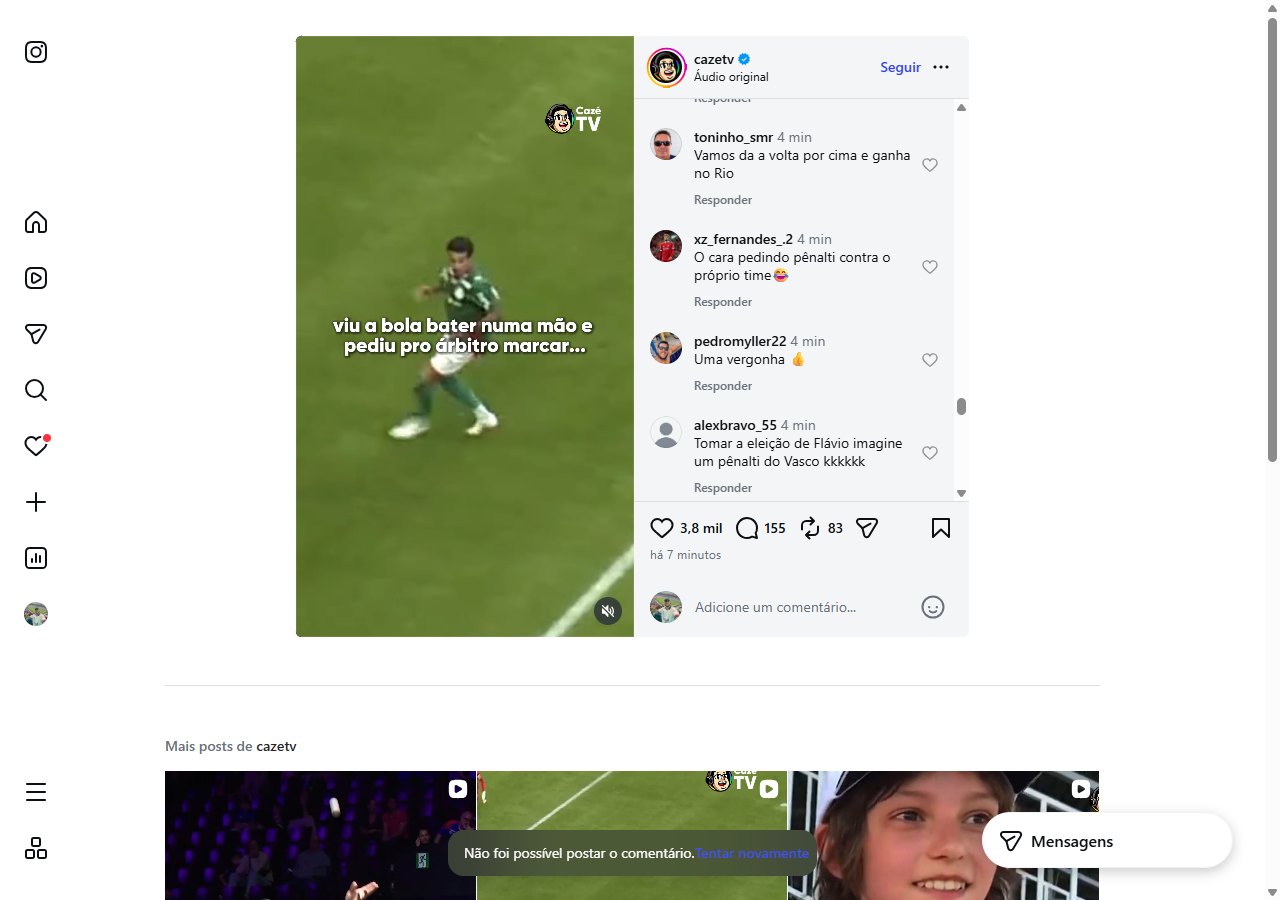 Cazé
TV
viu a bola bater numa mão e
pediu pro árbitro marcar...
cazetv
Áudio original
Seguir
Responder
toninho_smr 4 min
Vamos da a volta por cima e ganha
no Rio
Responder
xz_fernandes_.2 4 min
O cara pedindo pênalti contra o
próprio time😂
Responder
pedromyller22 4 min
Uma vergonha 👍
Responder
alexbravo_55 4 min
Tomar a eleição de Flávio imagine
um pênalti do Vasco kkkkkk
Responder
3,8 mil
155
83
há 7 minutos
Adicione um comentário...
Mais posts de cazetv
Cazé
TV
Não foi possível postar o comentário.Tentar novamente
Mensagens